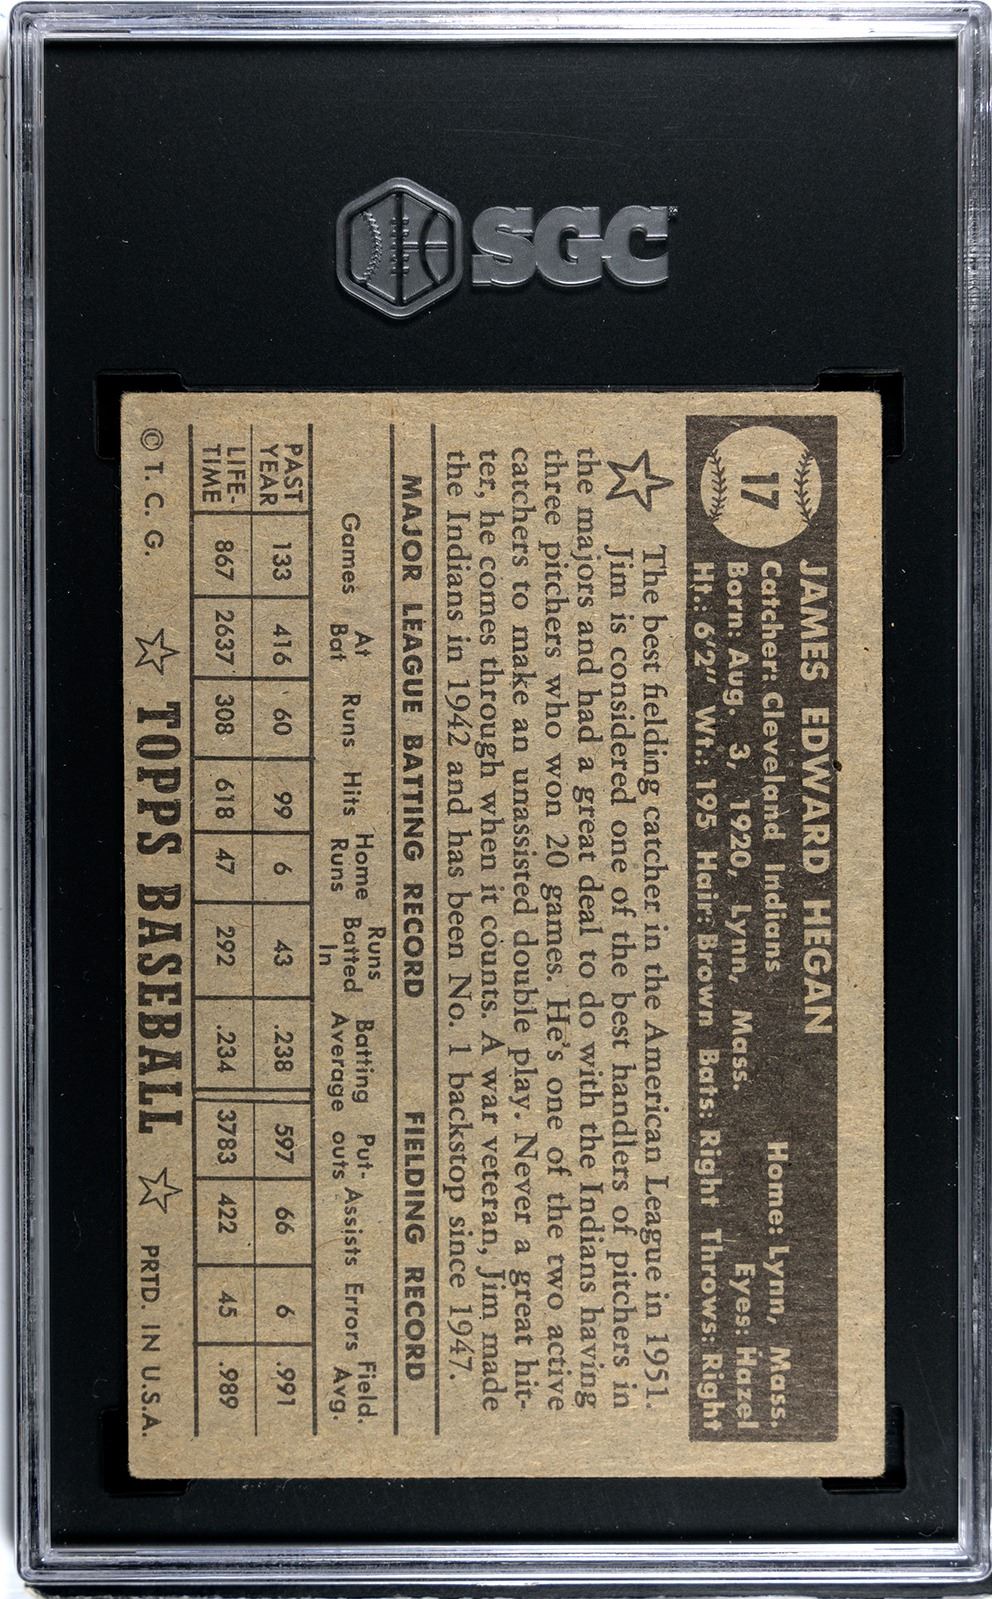 SGC
17
JAMES EDWARD HEGAN
Catcher: Cleveland Indians Home: Lynn, Mass.
Born: Aug. 3, 1920, Lynn, Mass. Eyes: Hazel
Ht.: 6'2" Wt.: 195 Hair: Brown Bats: Right Throws: Right
The best fielding catcher in the American League in 1951.
Jim is considered one of the best handlers of pitchers in
the majors and had a great deal to do with the Indians having
three pitchers who won 20 games. He's one of the two active
catchers to make an unassisted double play. Never a great hit-
ter, he comes through when it counts. A war veteran, Jim made
the Indians in 1942 and has been No. 1 backstop since 1947.
MAJOR LEAGUE BATTING RECORD FIELDING RECORD
Games At Bat Runs Hits Home Runs Runs Batted In Batting Average Put-outs Assists Errors Field. Avg.
PAST YEAR 133 416 60 99 6 43 .238 597 66 6 .991
LIFE-TIME 867 2637 308 618 47 292 .234 3783 422 45 .989
© T. C. G. TOPPS BASEBALL PRTD. IN U.S.A.